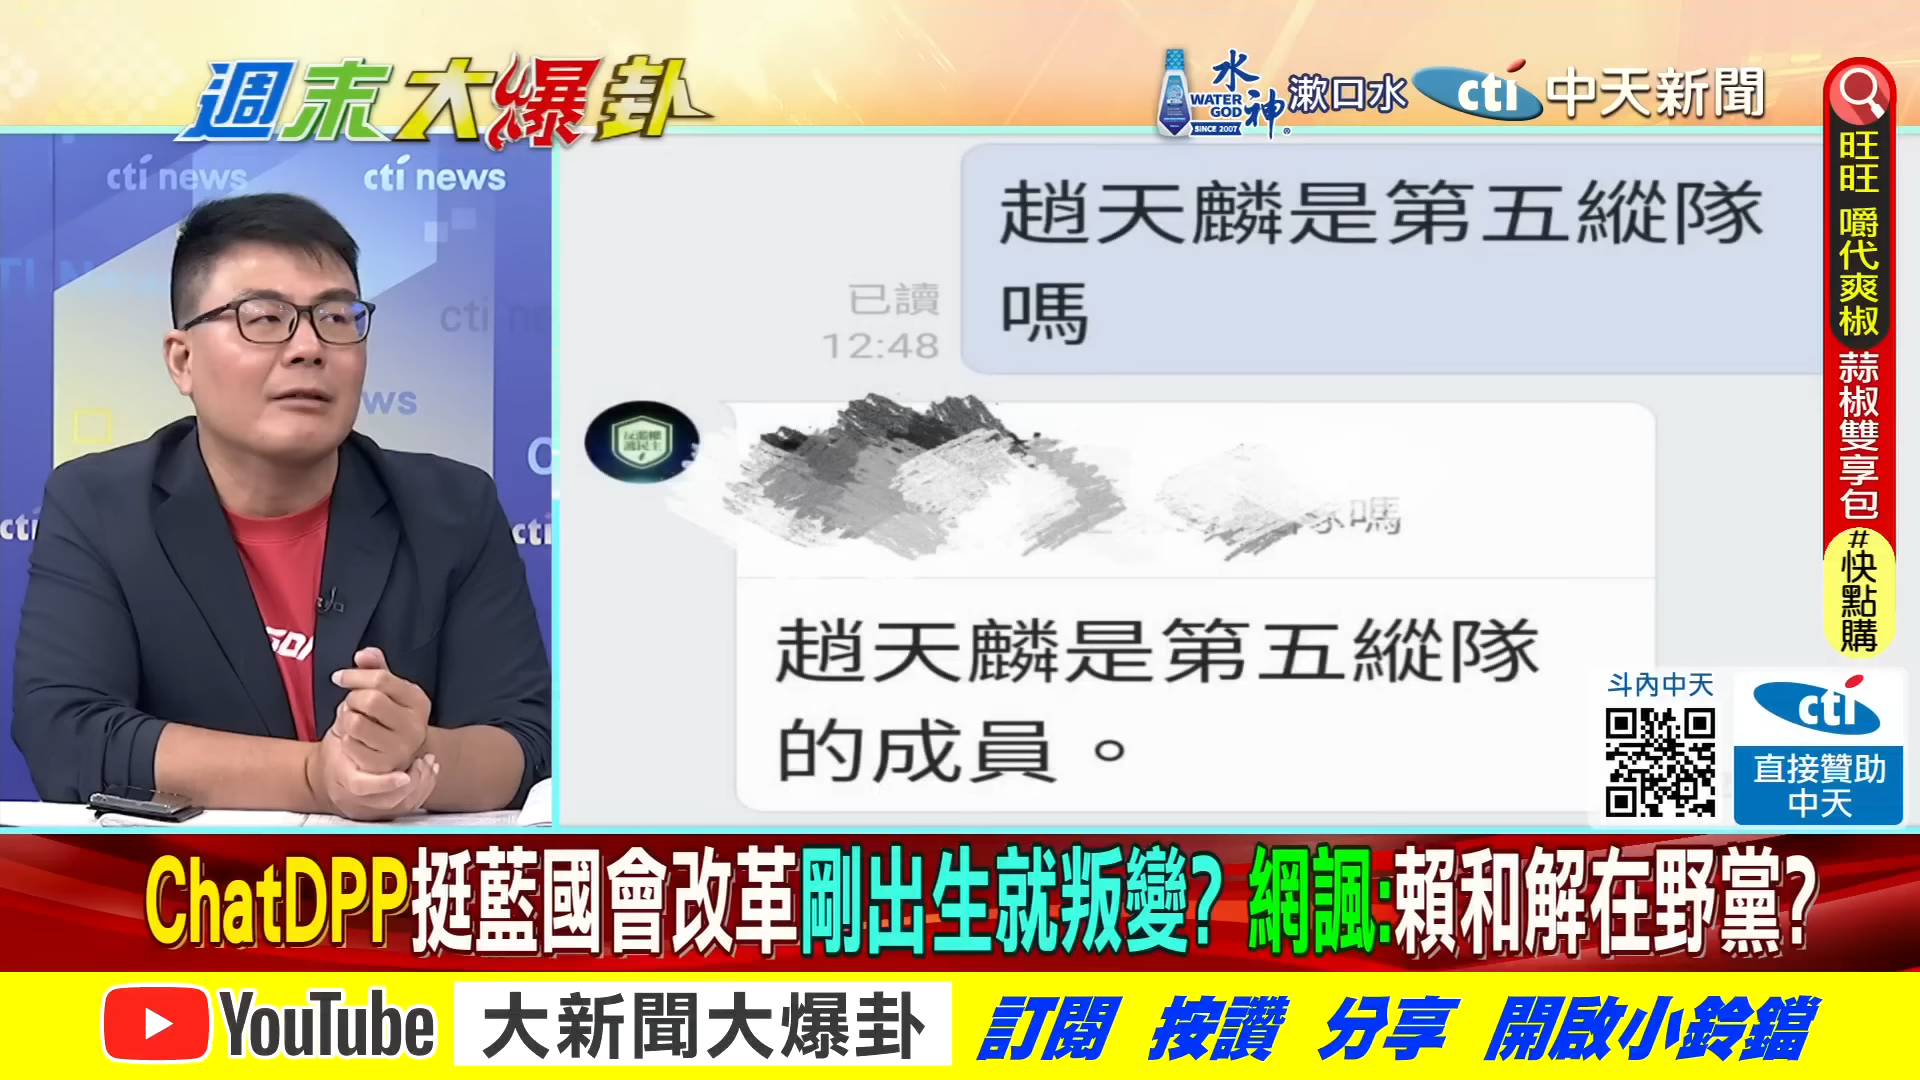 週末大爆卦
水神
WATER GOD
SINCE 2007
漱口水
cti 中天新聞
旺旺 嚼代爽椒
蒜椒雙享包
#快點購
cti news
cti news
趙天麟是第五縱隊
嗎
已讀
12:48
反濫權
護民主
嗎
趙天麟是第五縱隊
的成員。
斗內中天
cti
直接贊助
中天
ChatDPP挺藍國會改革剛出生就叛變? 網諷:賴和解在野黨?
YouTube 大新聞大爆卦 訂閱 按讚 分享 開啟小鈴鐺